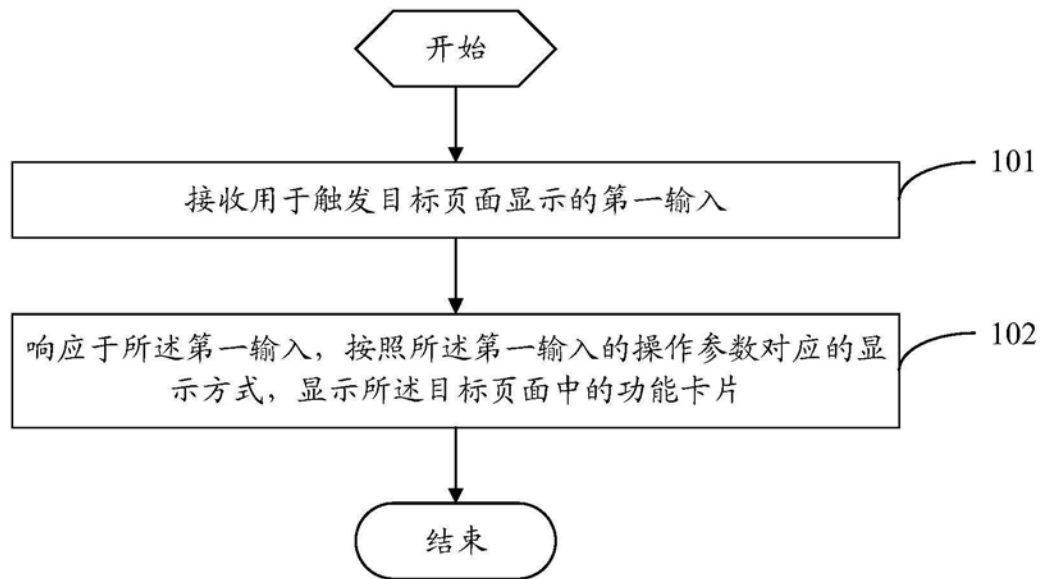 开始
101
接收用于触发目标页面显示的第一输入
102
响应于所述第一输入，按照所述第一输入的操作参数对应的显
示方式，显示所述目标页面中的功能卡片
结束